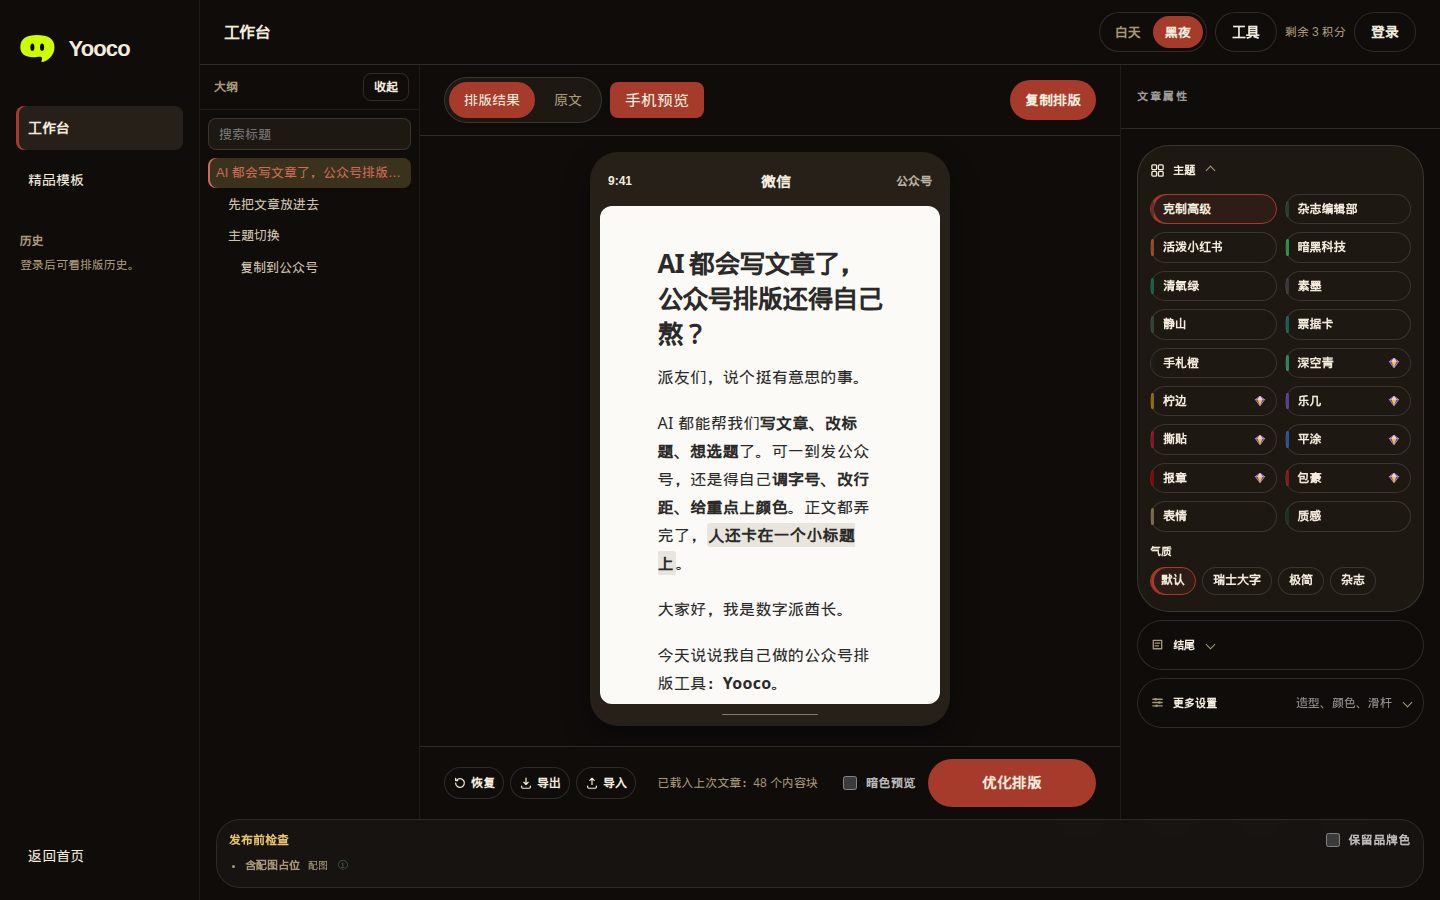 Yooco
工作台
白天
黑夜
工具
剩余 3 积分
登录
工作台
精品模板
历史
登录后可看排版历史。
返回首页
大纲
收起
搜索标题
AI 都会写文章了，公众号排版…
先把文章放进去
主题切换
复制到公众号
排版结果
原文
手机预览
复制排版
9:41
微信
公众号
AI 都会写文章了，
公众号排版还得自己
熬？
派友们，说个挺有意思的事。
AI 都能帮我们写文章、改标
题、想选题了。可一到发公众
号，还是得自己调字号、改行
距、给重点上颜色。正文都弄
完了，人还卡在一个小标题
上。
大家好，我是数字派酋长。
今天说说我自己做的公众号排
版工具：Yooco。
恢复
导出
导入
已载入上次文章：48 个内容块
暗色预览
优化排版
文章属性
主题
克制高级
杂志编辑部
活泼小红书
暗黑科技
清氧绿
素墨
静山
票据卡
手札橙
深空青
柠边
乐几
撕贴
平涂
报章
包豪
表情
质感
气质
默认
瑞士大字
极简
杂志
结尾
更多设置
造型、颜色、滑杆
发布前检查
保留品牌色
含配图占位 配图